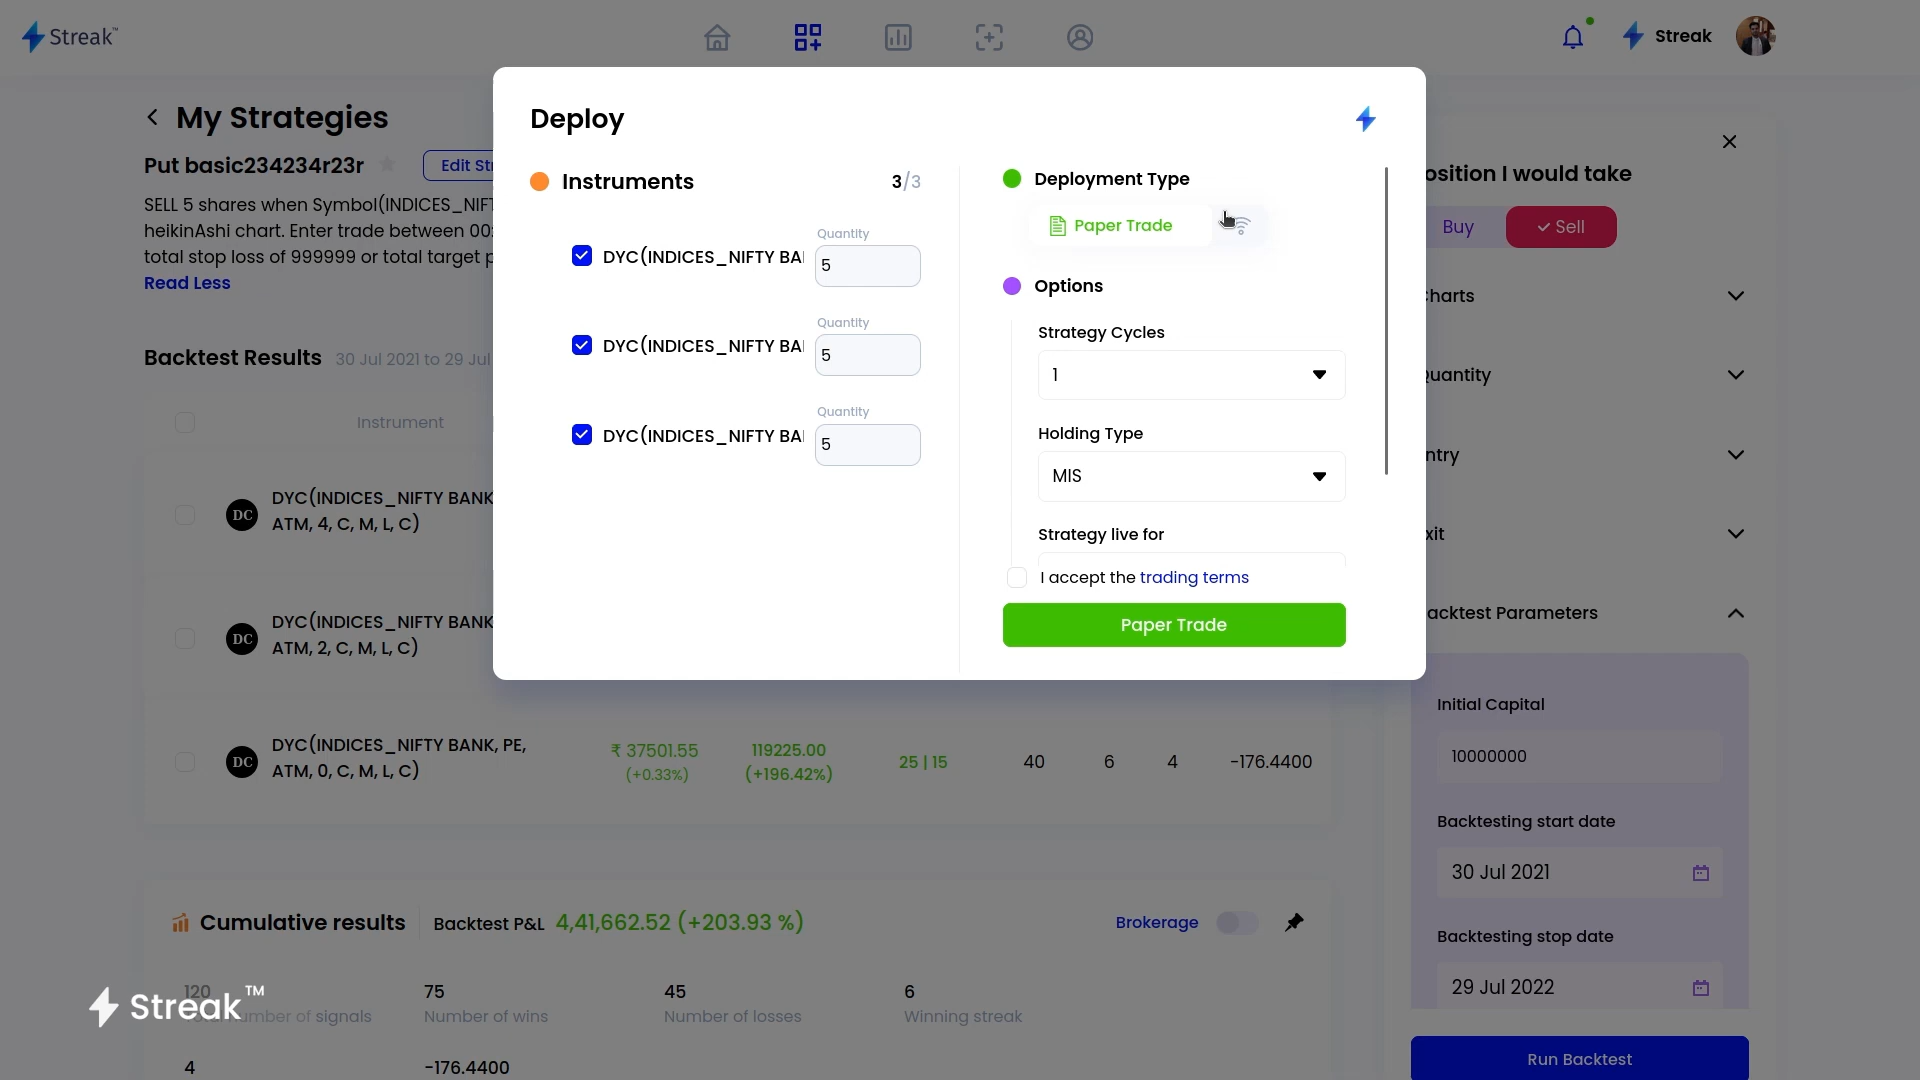 Streak™
Streak
My Strategies
Put basic234234r23r
Edit Str
SELL 5 shares when Symbol(INDICES_NIFT
heikinAshi chart. Enter trade between 00:
total stop loss of 999999 or total target p
Read Less
Backtest Results 30 Jul 2021 to 29 Jul
Instrument
DC
DYC(INDICES_NIFTY BANK,
ATM, 4, C, M, L, C)
DC
DYC(INDICES_NIFTY BANK,
ATM, 2, C, M, L, C)
DC
DYC(INDICES_NIFTY BANK, PE,
ATM, 0, C, M, L, C)
₹ 37501.55
(+0.33%)
119225.00
(+196.42%)
25 | 15
40
6
4
-176.4400
Cumulative results
Backtest P&L 4,41,662.52 (+203.93 %)
Brokerage
120
number of signals
75
Number of wins
45
Number of losses
6
Winning streak
4
-176.4400
Streak™
Deploy
Instruments
3/3
DYC(INDICES_NIFTY BA
Quantity
5
DYC(INDICES_NIFTY BA
Quantity
5
DYC(INDICES_NIFTY BA
Quantity
5
Deployment Type
Paper Trade
Options
Strategy Cycles
1
Holding Type
MIS
Strategy live for
I accept the trading terms
Paper Trade
osition I would take
Buy
Sell
harts
uantity
ntry
xit
acktest Parameters
Initial Capital
10000000
Backtesting start date
30 Jul 2021
Backtesting stop date
29 Jul 2022
Run Backtest